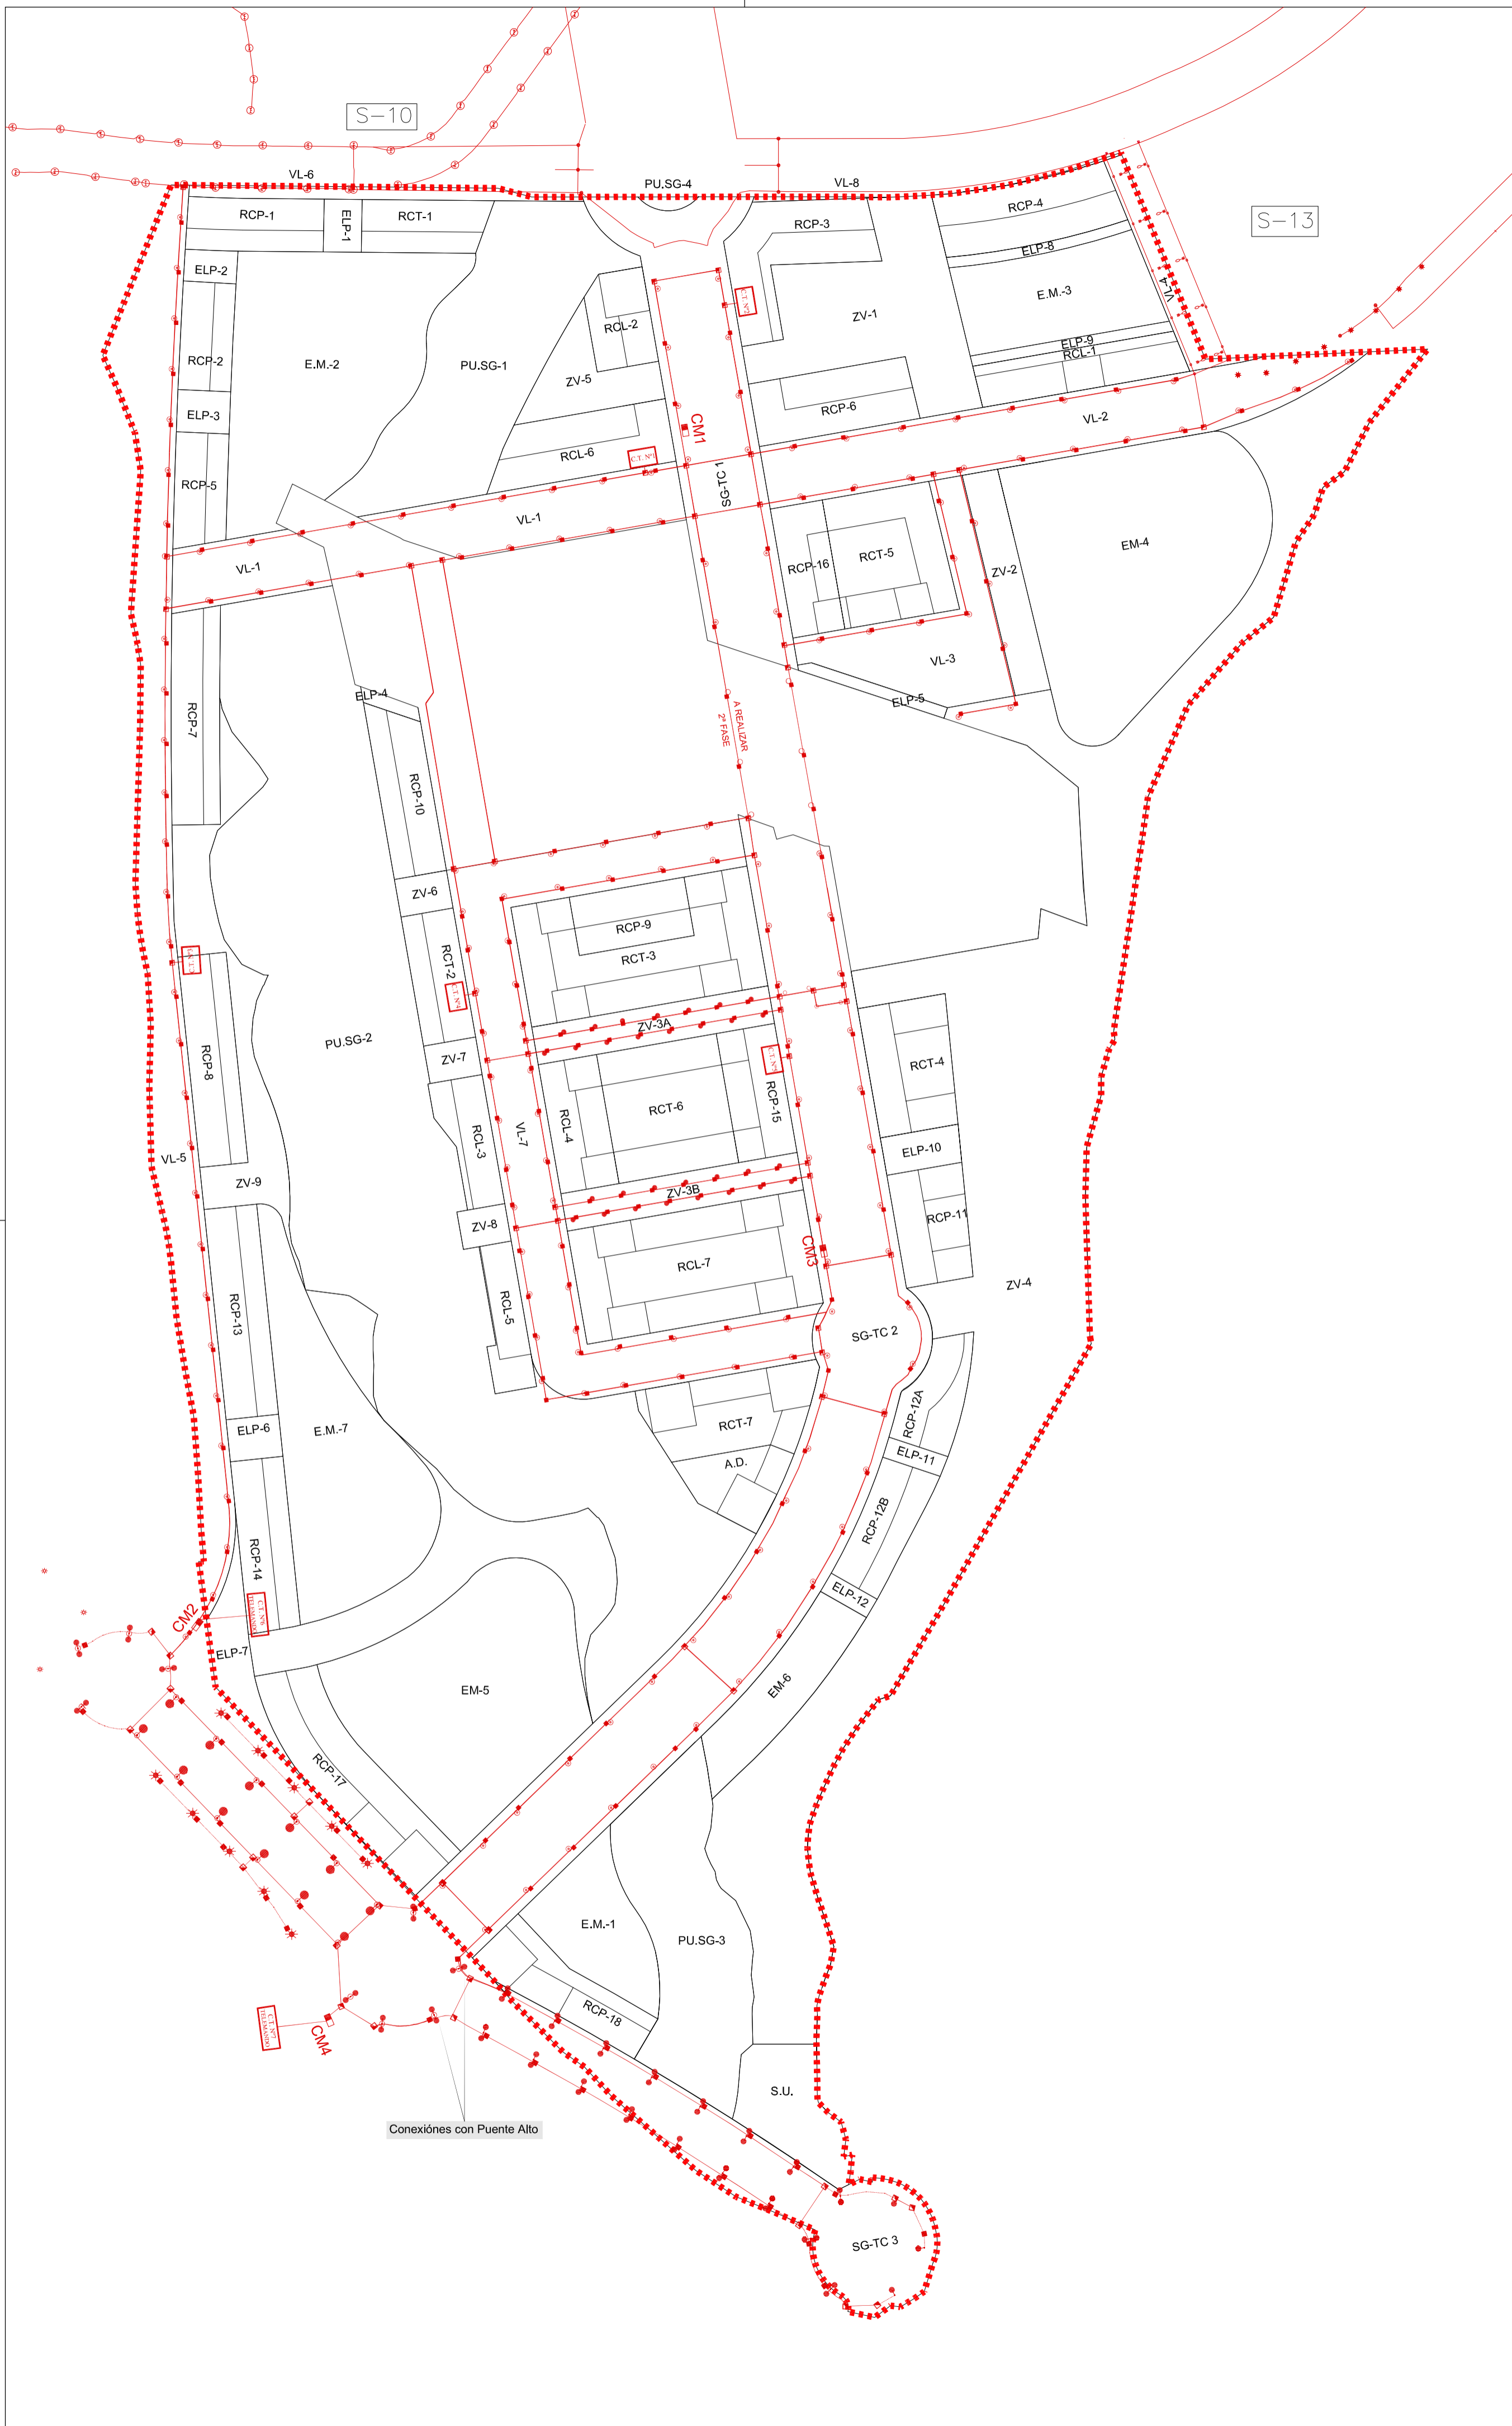 S-10
VL-6
PU.SG-4
VL-8
S-13
RCP-1
ELP-1
RCT-1
RCP-3
RCP-4
ELP-8
ELP-2
VL-4
E.M.-3
C.T. Nº2
RCL-2
ZV-1
RCP-2
E.M.-2
PU.SG-1
ZV-5
ELP-9
RCL-1
ELP-3
RCP-6
VL-2
CM1
RCL-6
C.T. Nº1
RCP-5
SG-TC 1
VL-1
EM-4
VL-1
RCP-16
RCT-5
ZV-2
VL-3
ELP-4
ELP-5
RCP-7
A REALIZAR
2ª FASE
RCP-10
ZV-6
RCP-9
RCT-2
RCT-3
C.T. Nº4
ZV-3A
PU.SG-2
ZV-7
RCP-8
RCT-4
RCP-15
RCT-6
RCL-4
VL-7
RCL-3
VL-5
ELP-10
ZV-9
ZV-3B
ZV-8
RCP-11
CM3
RCL-7
ZV-4
RCL-5
RCP-13
SG-TC 2
RCP-12A
RCT-7
ELP-6
E.M.-7
ELP-11
A.D.
RCP-12B
RCP-14
ELP-12
C.T. Nº6
TELEMANDO
CM2
ELP-7
EM-5
EM-6
RCP-17
E.M.-1
PU.SG-3
RCP-18
C.T. Nº7
TELEMANDO
CM4
S.U.
Conexiónes con Puente Alto
SG-TC 3